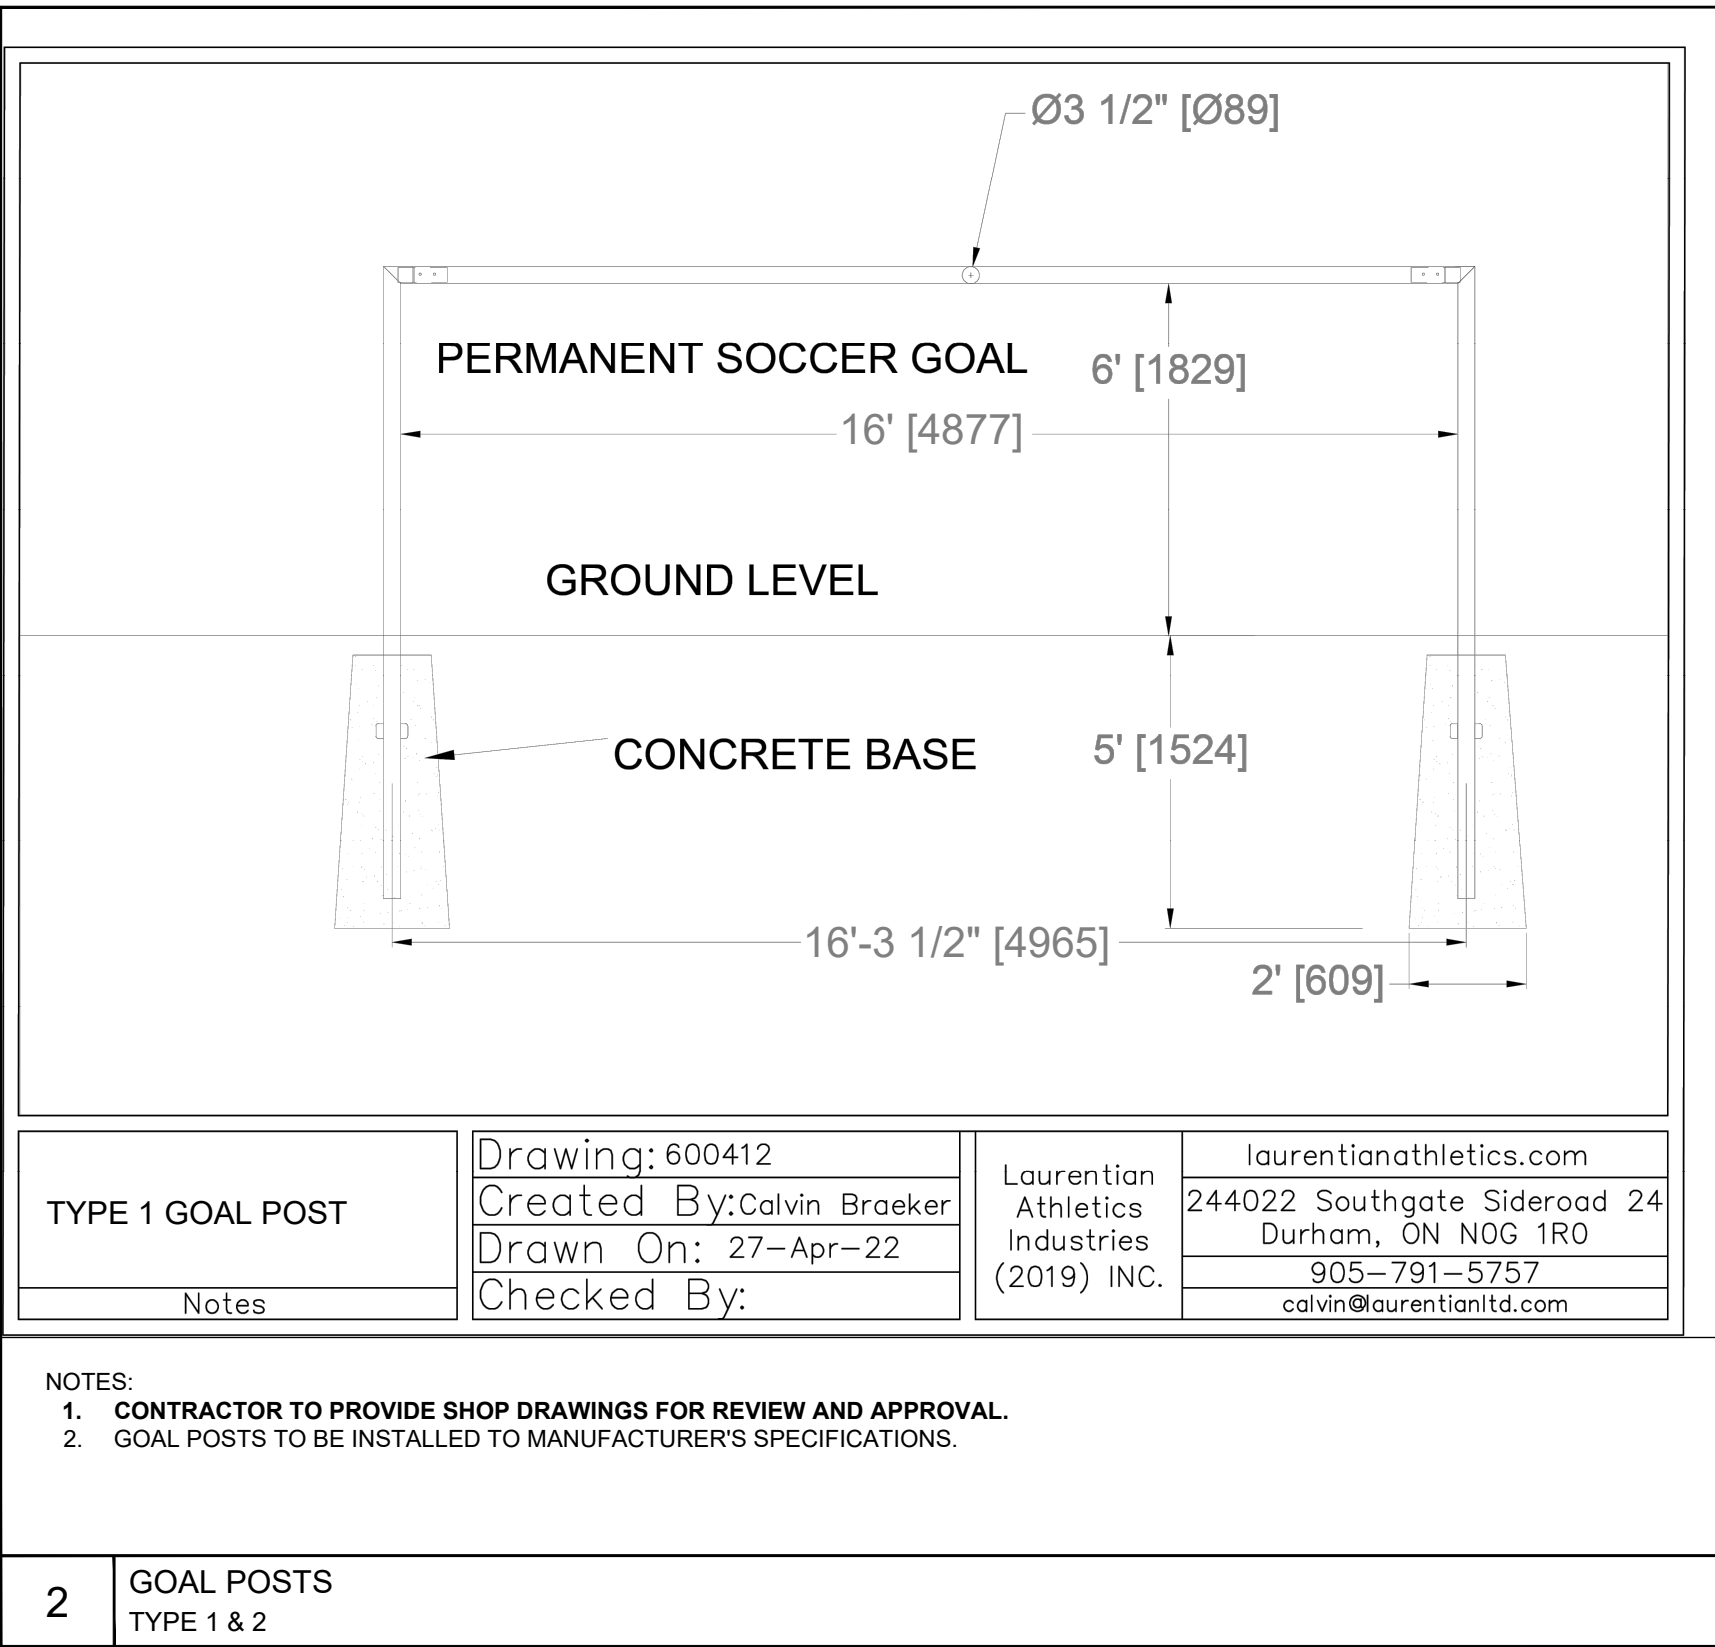 Ø3 1/2" [Ø89]
PERMANENT SOCCER GOAL
6' [1829]
16' [4877]
GROUND LEVEL
CONCRETE BASE
5' [1524]
16'-3 1/2" [4965]
2' [609]
TYPE 1 GOAL POST
Notes
Drawing: 600412
Created By: Calvin Braeker
Drawn On: 27-Apr-22
Checked By:
Laurentian
Athletics
Industries
(2019) INC.
laurentianathletics.com
244022 Southgate Sideroad 24
Durham, ON N0G 1R0
905-791-5757
calvin@laurentianltd.com
NOTES:
1. CONTRACTOR TO PROVIDE SHOP DRAWINGS FOR REVIEW AND APPROVAL.
2. GOAL POSTS TO BE INSTALLED TO MANUFACTURER'S SPECIFICATIONS.
2
GOAL POSTS
TYPE 1 & 2